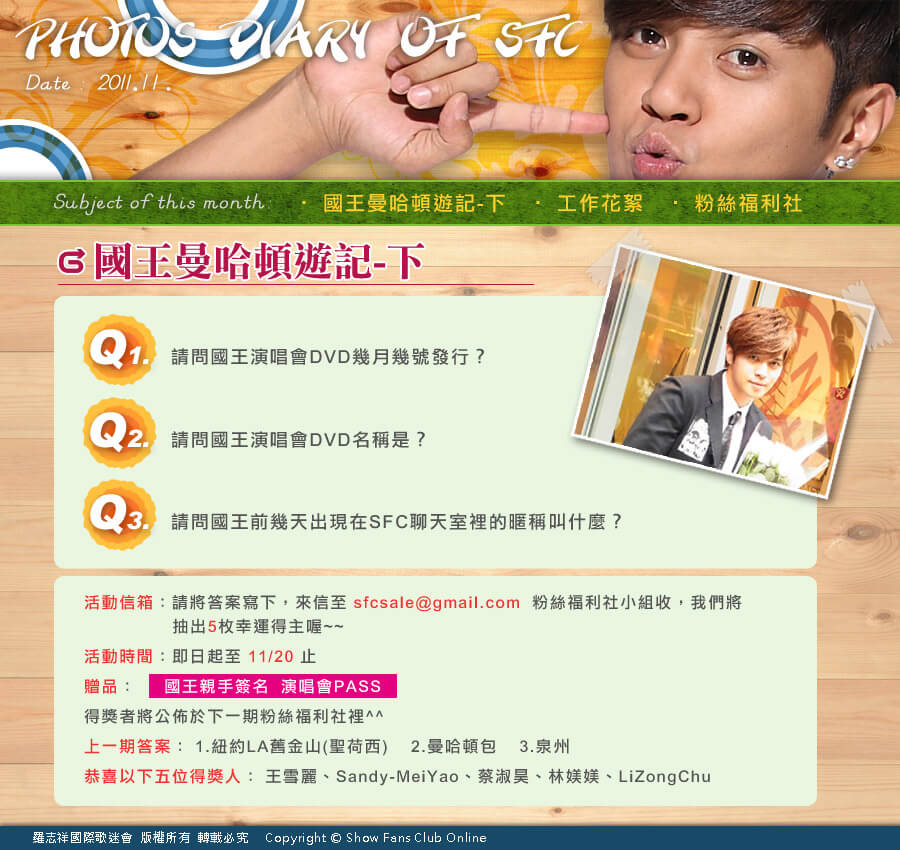 PHOTOS DIARY OF SFC
Date : 2011.11.
Subject of this month: ・ 國王曼哈頓遊記-下 ・ 工作花絮 ・ 粉絲福利社
國王曼哈頓遊記-下
Q1. 請問國王演唱會DVD幾月幾號發行？
Q2. 請問國王演唱會DVD名稱是？
Q3. 請問國王前幾天出現在SFC聊天室裡的暱稱叫什麼？
活動信箱：請將答案寫下，來信至 sfcsale@gmail.com 粉絲福利社小組收，我們將
抽出5枚幸運得主喔~~
活動時間：即日起至 11/20 止
贈品： 國王親手簽名 演唱會PASS
得獎者將公佈於下一期粉絲福利社裡^^
上一期答案： 1.紐約LA舊金山(聖荷西) 2.曼哈頓包 3.泉州
恭喜以下五位得獎人： 王雪麗、Sandy-MeiYao、蔡淑昊、林媄媄、LiZongChu
羅志祥國際歌迷會 版權所有 轉載必究 Copyright © Show Fans Club Online